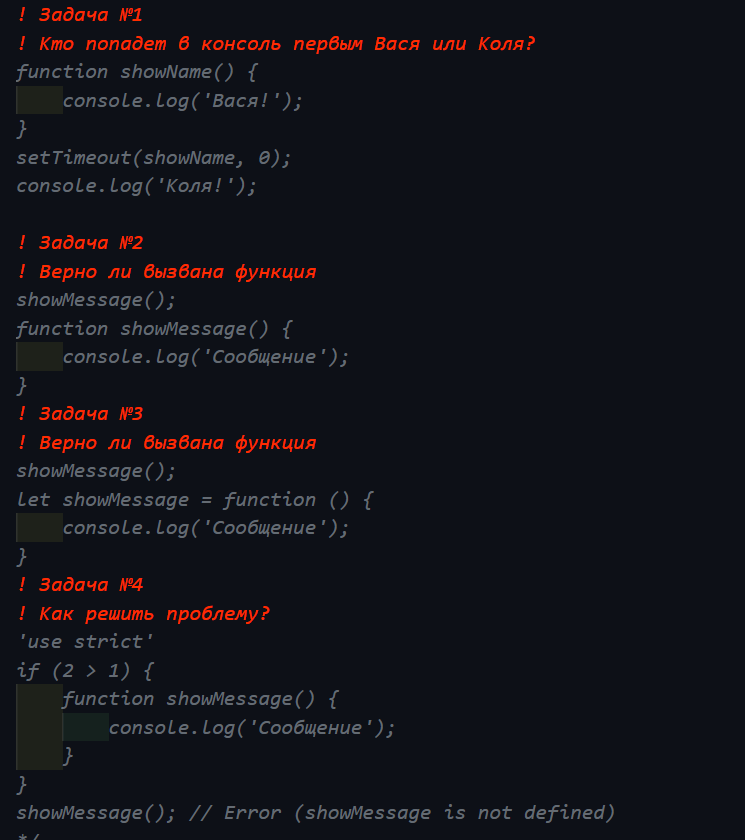 ! Задача №1
! Кто попадет в консоль первым Вася или Коля?
function showName() {
    console.log('Вася!');
}
setTimeout(showName, 0);
console.log('Коля!');

! Задача №2
! Верно ли вызвана функция
showMessage();
function showMessage() {
    console.log('Сообщение');
}
! Задача №3
! Верно ли вызвана функция
showMessage();
let showMessage = function () {
    console.log('Сообщение');
}
! Задача №4
! Как решить проблему?
'use strict'
if (2 > 1) {
    function showMessage() {
        console.log('Сообщение');
    }
}
showMessage(); // Error (showMessage is not defined)
*/